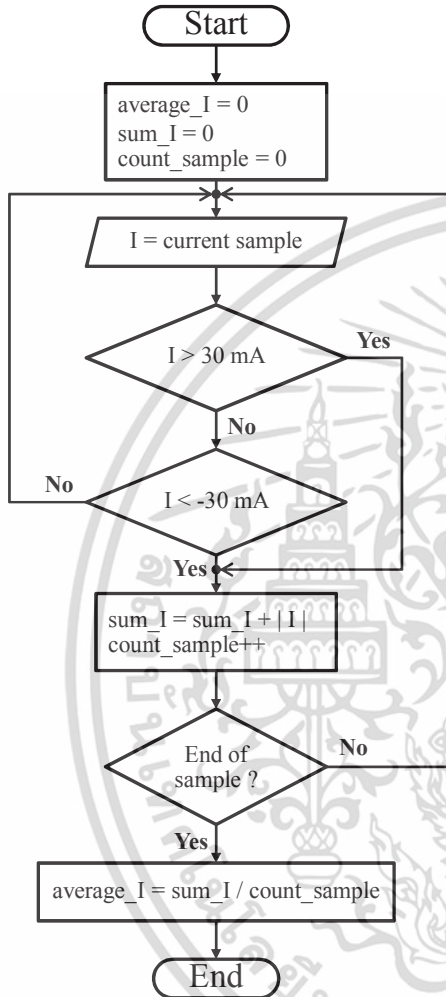 Start
average_I = 0
sum_I = 0
count_sample = 0
I = current sample
I > 30 mA
Yes
No
I < -30 mA
No
Yes
sum_I = sum_I + | I |
count_sample++
End of
sample ?
No
Yes
average_I = sum_I / count_sample
End